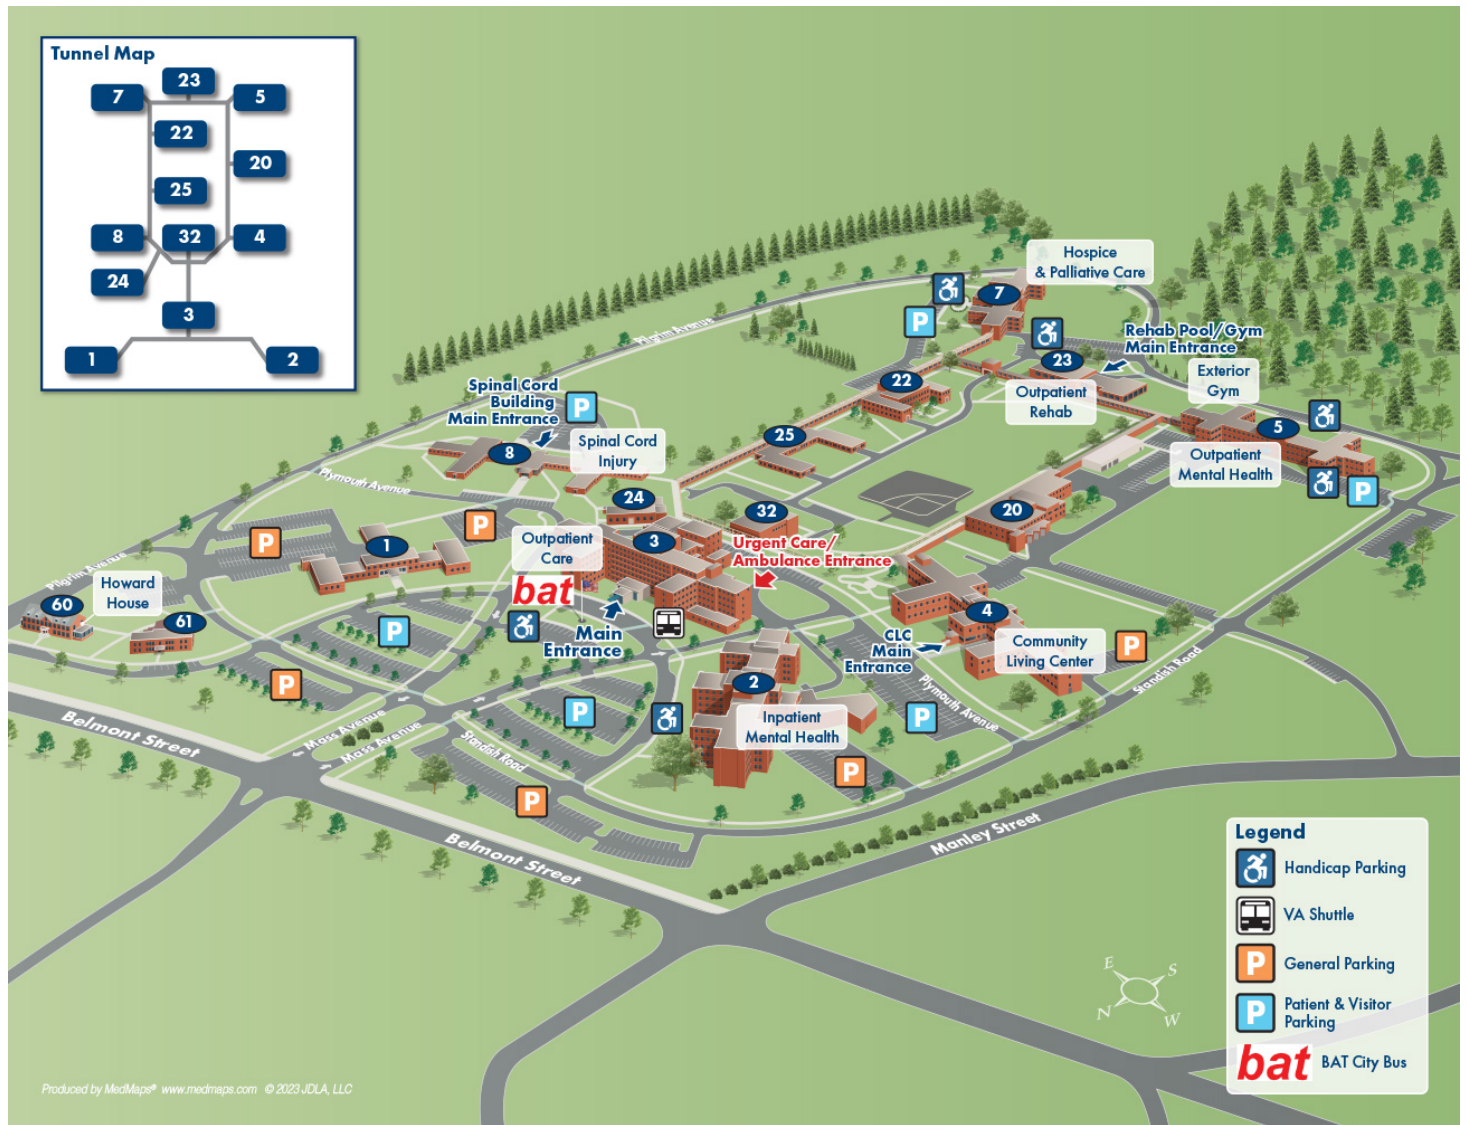 Tunnel Map
23
7
5
22
20
25
8
32
4
24
3
1
2
Hospice
& Palliative Care
7
P
Pilgrim Avenue
Rehab Pool/Gym
Main Entrance
23
Exterior
Gym
22
Outpatient
Rehab
Spinal Cord
Building
Main Entrance
P
5
25
Spinal Cord
Injury
8
Outpatient
Mental Health
P
Plymouth Avenue
24
32
20
P
P
1
Outpatient
Care
3
Urgent Care/
Ambulance Entrance
bat
Pilgrim Avenue
Howard
House
60
61
P
Main
Entrance
4
CLC
Main
Entrance
Community
Living Center
P
Standish Road
P
2
Plymouth Avenue
P
Inpatient
Mental Health
P
Belmont Street
Mass Avenue
Mass Avenue
Standish Road
P
P
Belmont Street
Manley Street
Legend
Handicap Parking
VA Shuttle
P General Parking
P Patient & Visitor
Parking
bat BAT City Bus
E
S
N
W
Produced by MedMaps® www.medmaps.com © 2023 JDLA, LLC